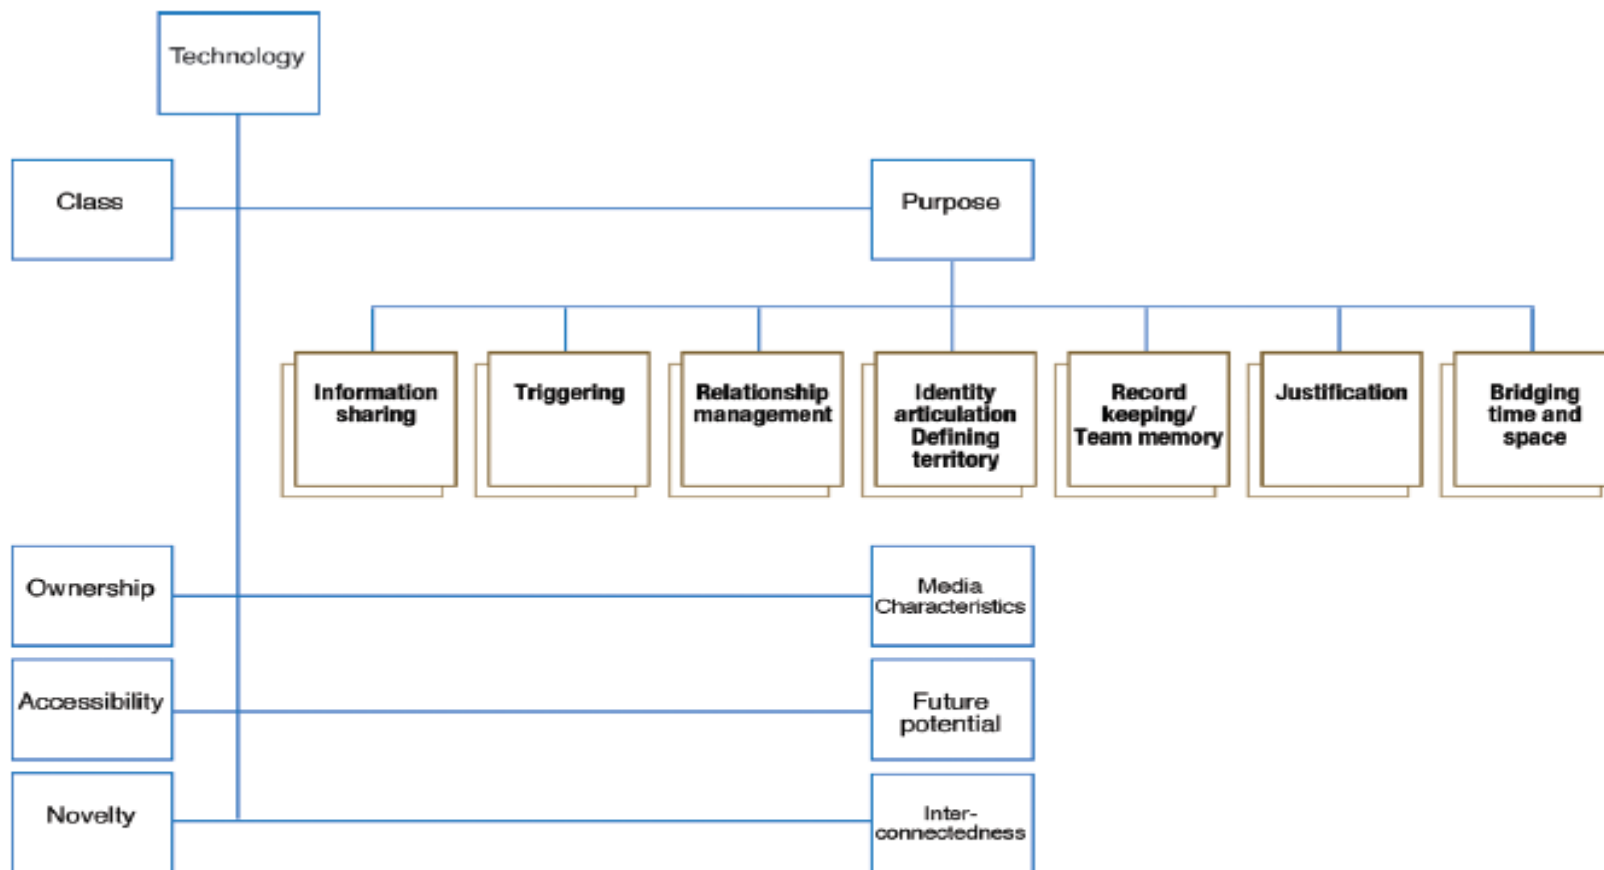 Technology
Class
Purpose
Information
sharing
Triggering
Relationship
management
Identity
articulation
Defining
territory
Record
keeping/
Team memory
Justification
Bridging
time and
space
Ownership
Media
Characteristics
Accessibility
Future
potential
Novelty
Inter-
connectedness